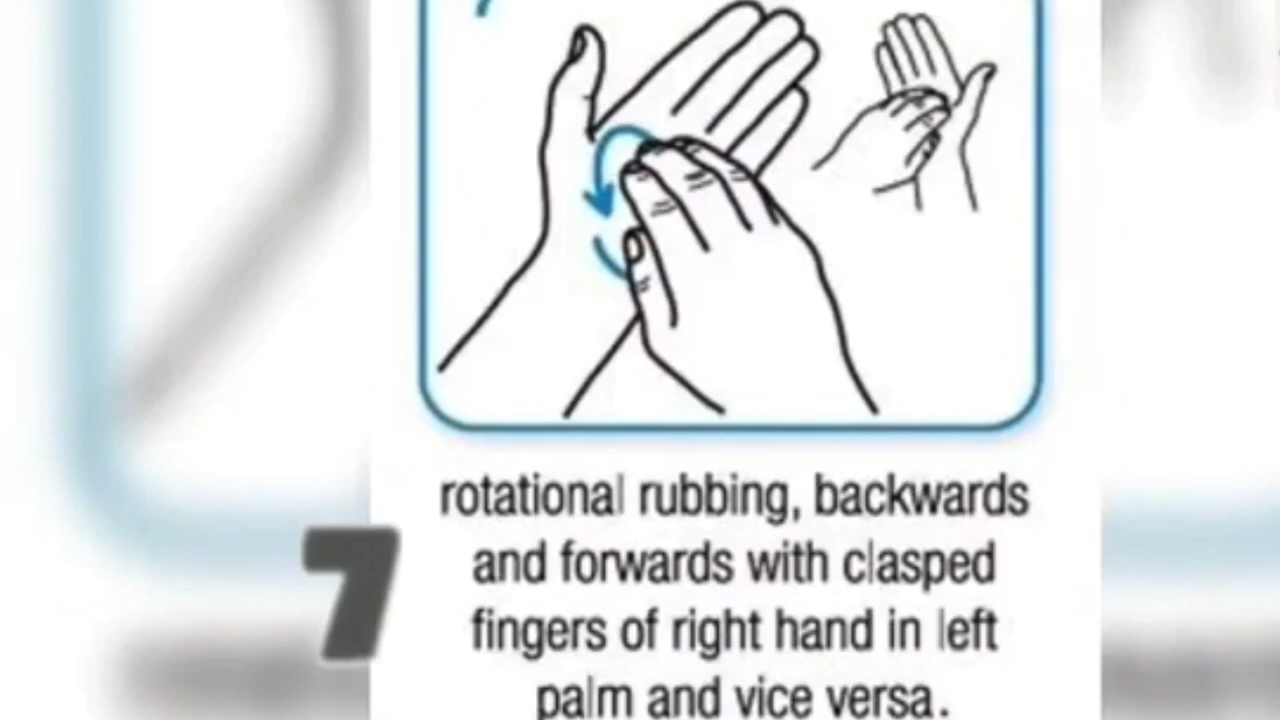 rotational rubbing, backwards
and forwards with clasped
7 fingers of right hand in left
palm and vice versa.